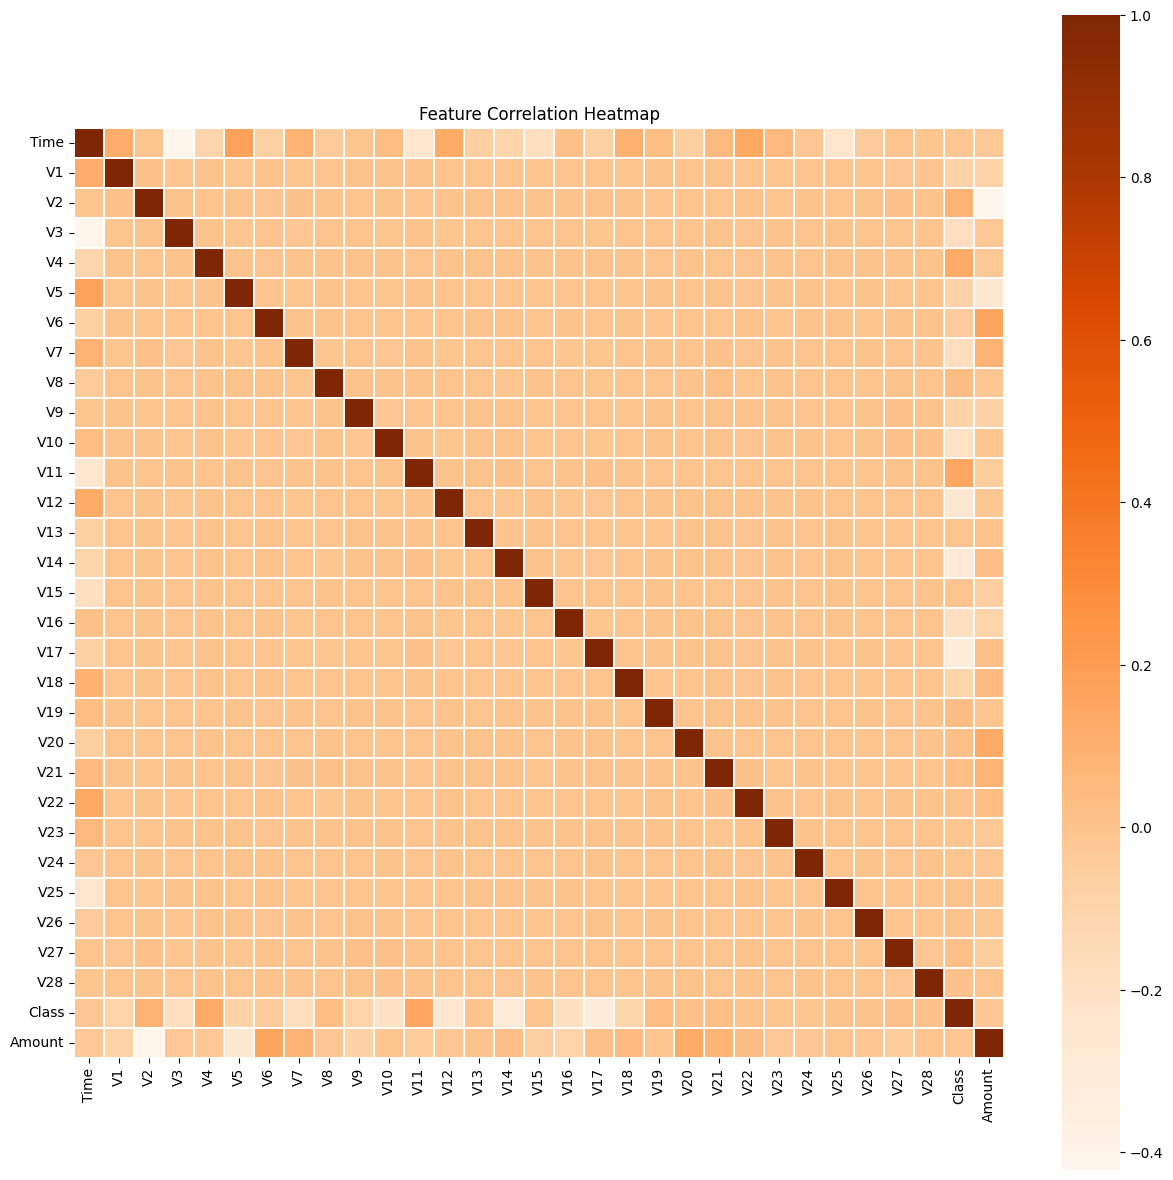 Feature Correlation Heatmap
Time
V1
V2
V3
V4
V5
V6
V7
V8
V9
V10
V11
V12
V13
V14
V15
V16
V17
V18
V19
V20
V21
V22
V23
V24
V25
V26
V27
V28
Class
Amount
Time
V1
V2
V3
V4
V5
V6
V7
V8
V9
V10
V11
V12
V13
V14
V15
V16
V17
V18
V19
V20
V21
V22
V23
V24
V25
V26
V27
V28
Class
Amount
1.0
0.8
0.6
0.4
0.2
0.0
−0.2
−0.4